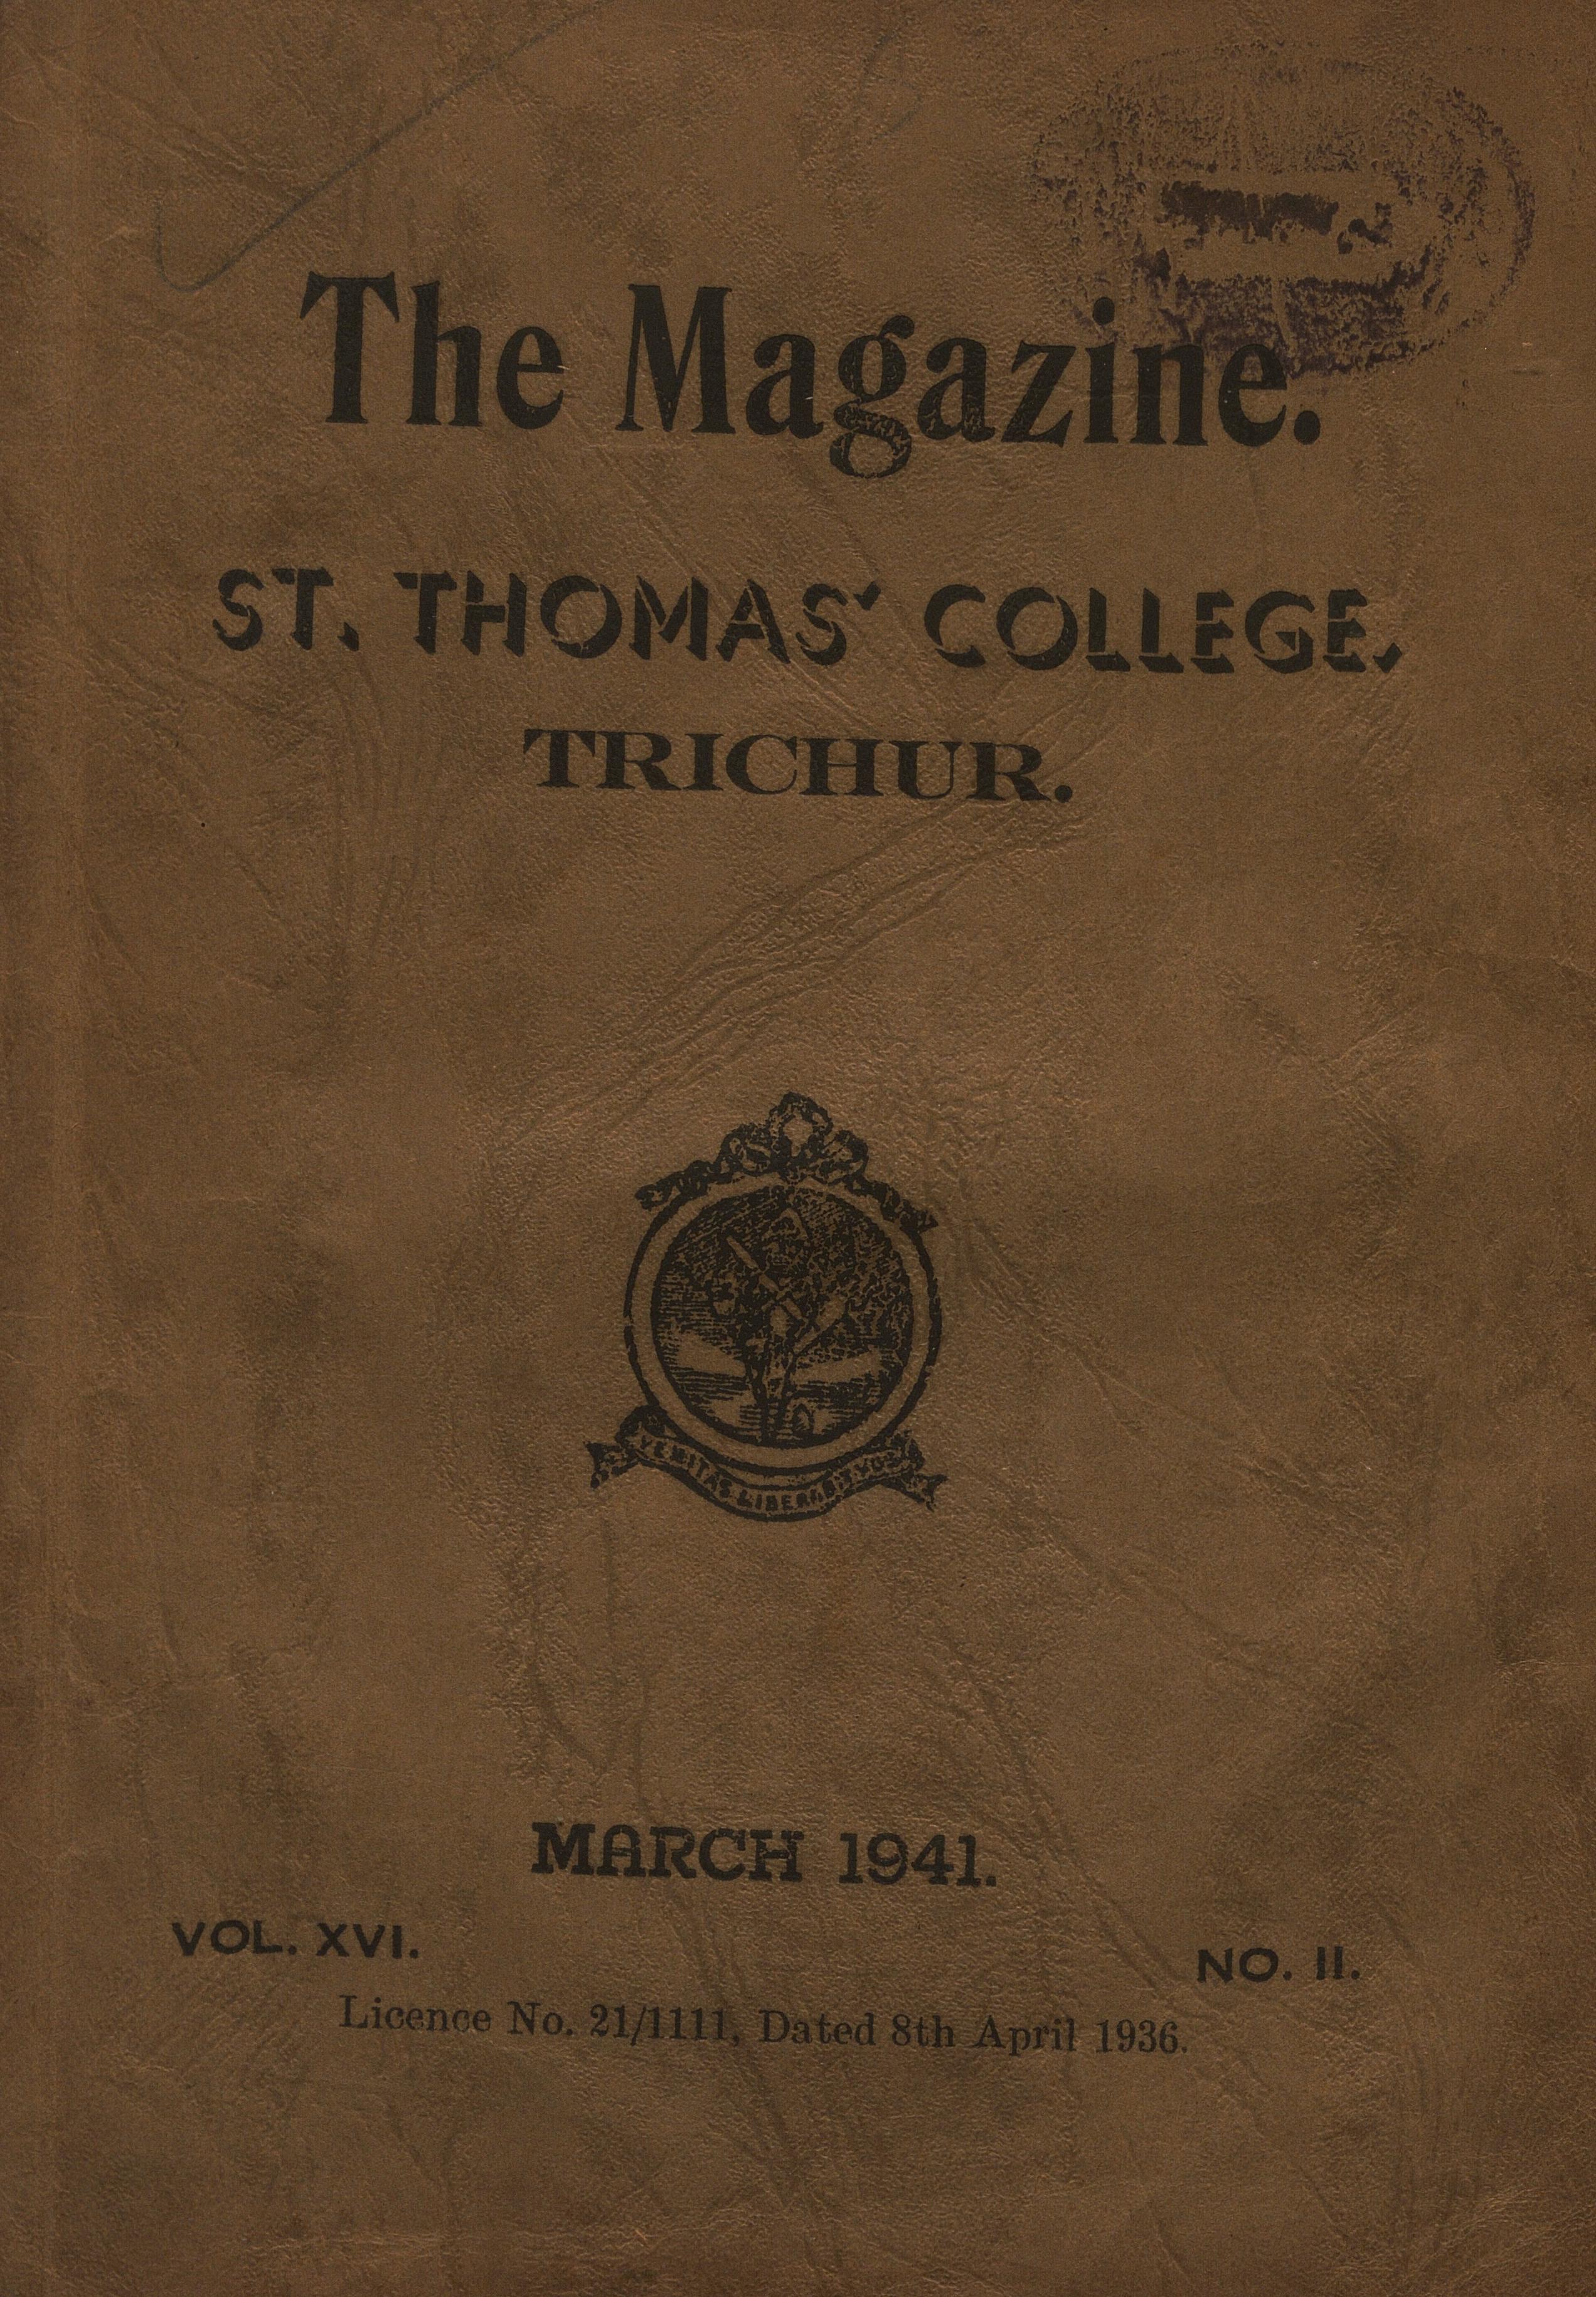 The Magazine.
ST. THOMAS' COLLEGE,
TRICHUR.
VERITAS LIBERABIT VOS
MARCH 1941.
VOL. XVI.
NO. II.
Licence No. 21/1111, Dated 8th April 1936.